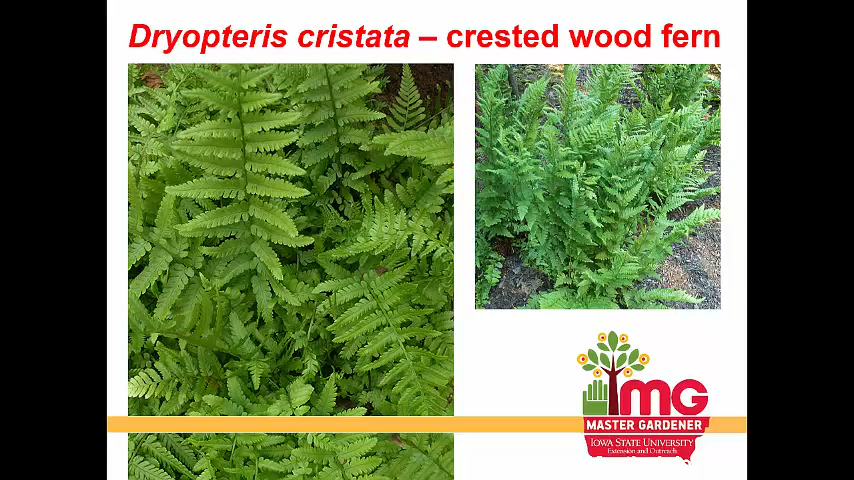 Dryopteris cristata – crested wood fern
MG
MASTER GARDENER
IOWA STATE UNIVERSITY
Extension and Outreach